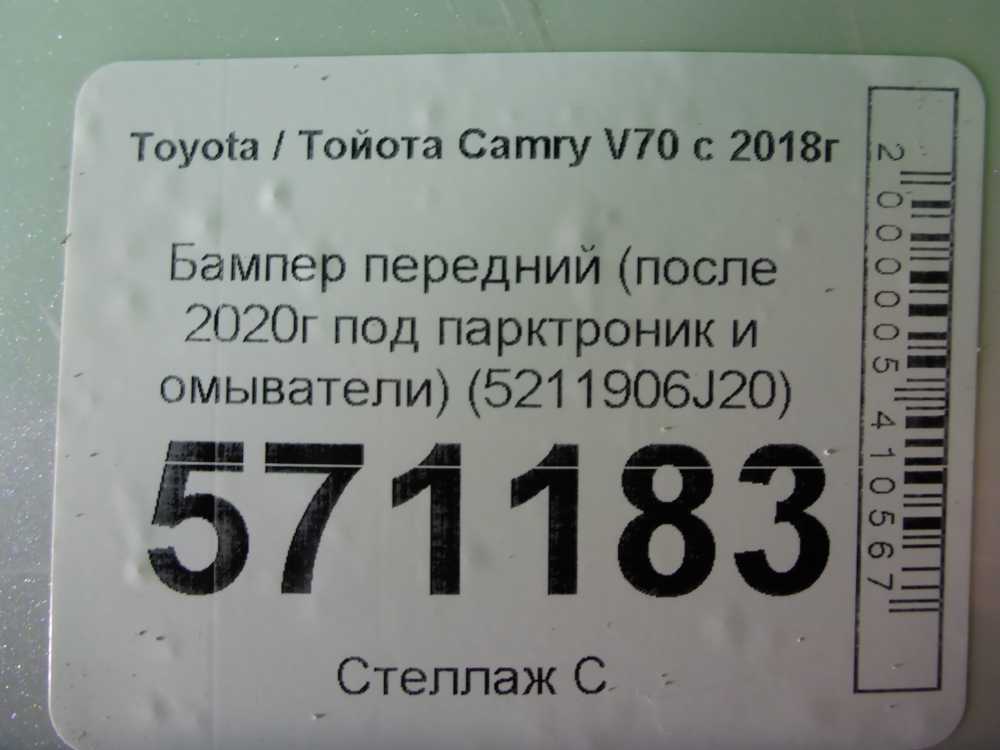 Toyota / Тойота Camry V70 с 2018г
Бампер передний (после
2020г под парктроник и
омыватели) (5211906J20)
571183
Стеллаж С
2000005410567